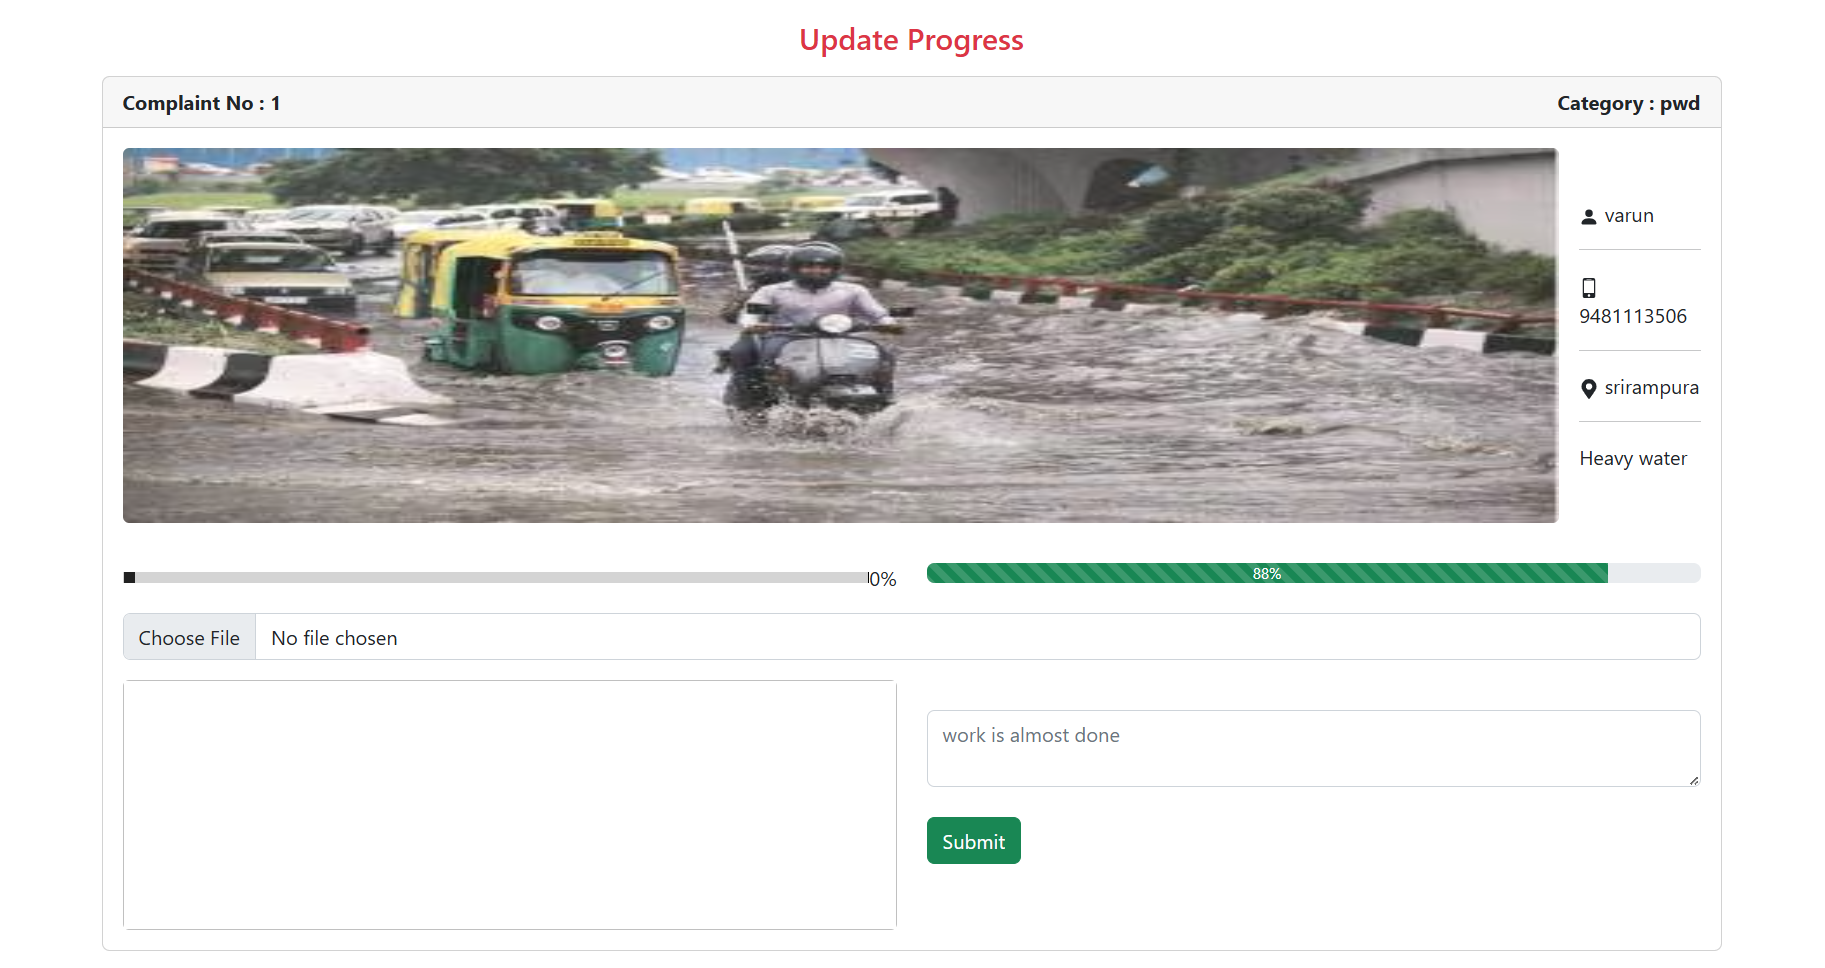 Update Progress
Complaint No : 1
Category : pwd
varun
9481113506
srirampura
Heavy water
0%
88%
Choose File
No file chosen
work is almost done
Submit